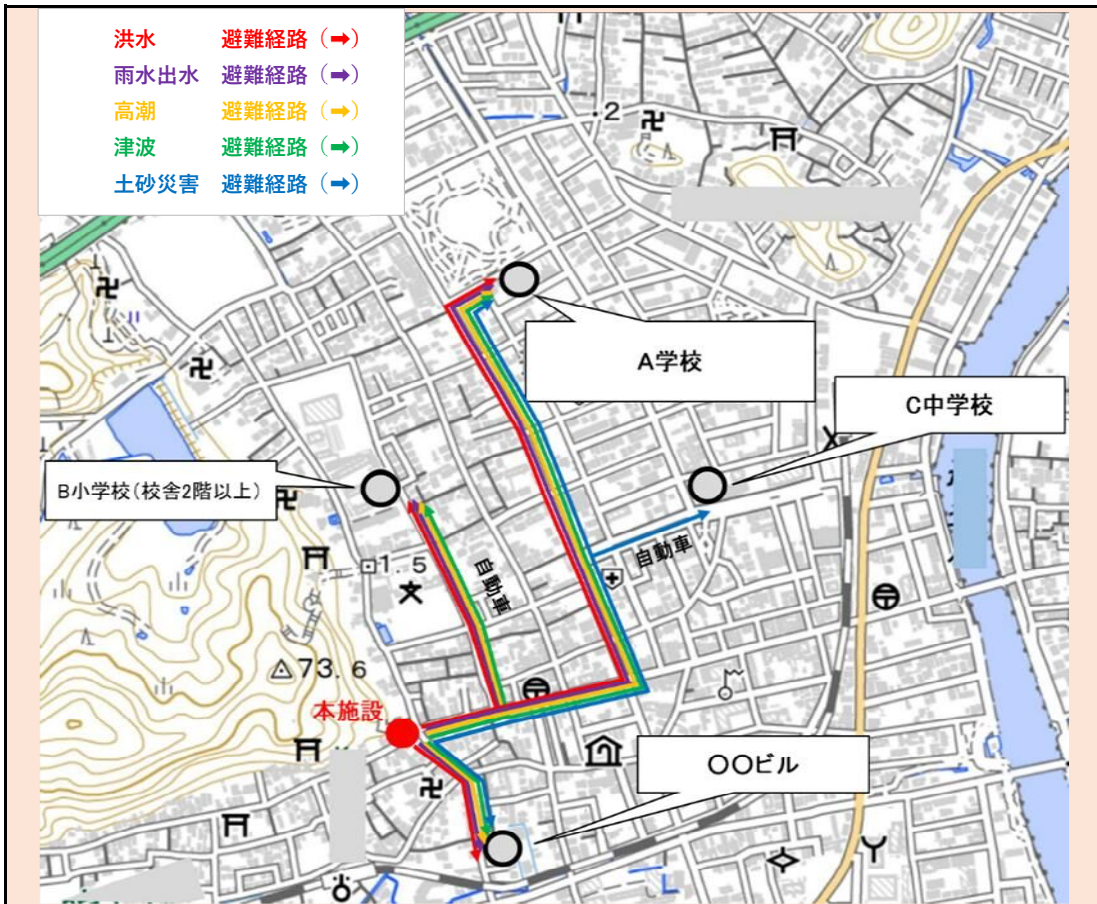 洪水 避難経路（➡）
雨水出水 避難経路（➡）
高潮 避難経路（➡）
津波 避難経路（➡）
土砂災害 避難経路（➡）
.2
A学校
C中学校
B小学校（校舎2階以上）
1.5
自動車
自動車
73.6
本施設
〇〇ビル